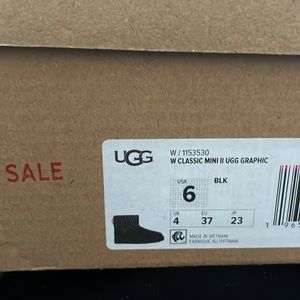 SALE
UGG
W / 1153530
W CLASSIC MINI II UGG GRAPHIC
USA
6
BLK
UK EU JP
4 37 23
MADE IN VIETNAM
FABRIQUÉ AU VIETNAM